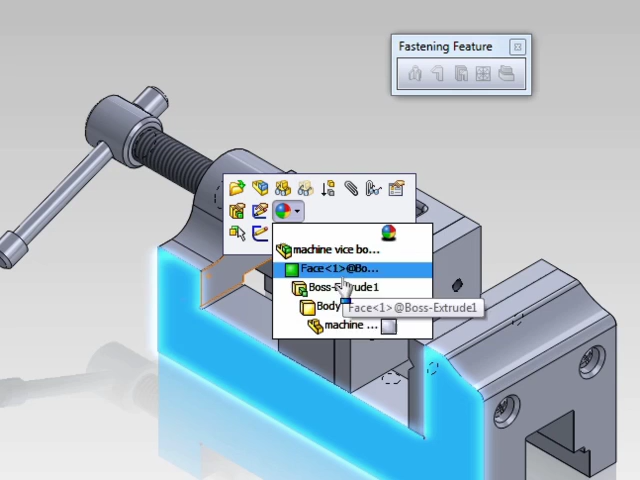 Fastening Feature
machine vice bo...
Face<1>@Bo...
Boss-Extrude1
Body
Face<1>@Boss-Extrude1
machine ...